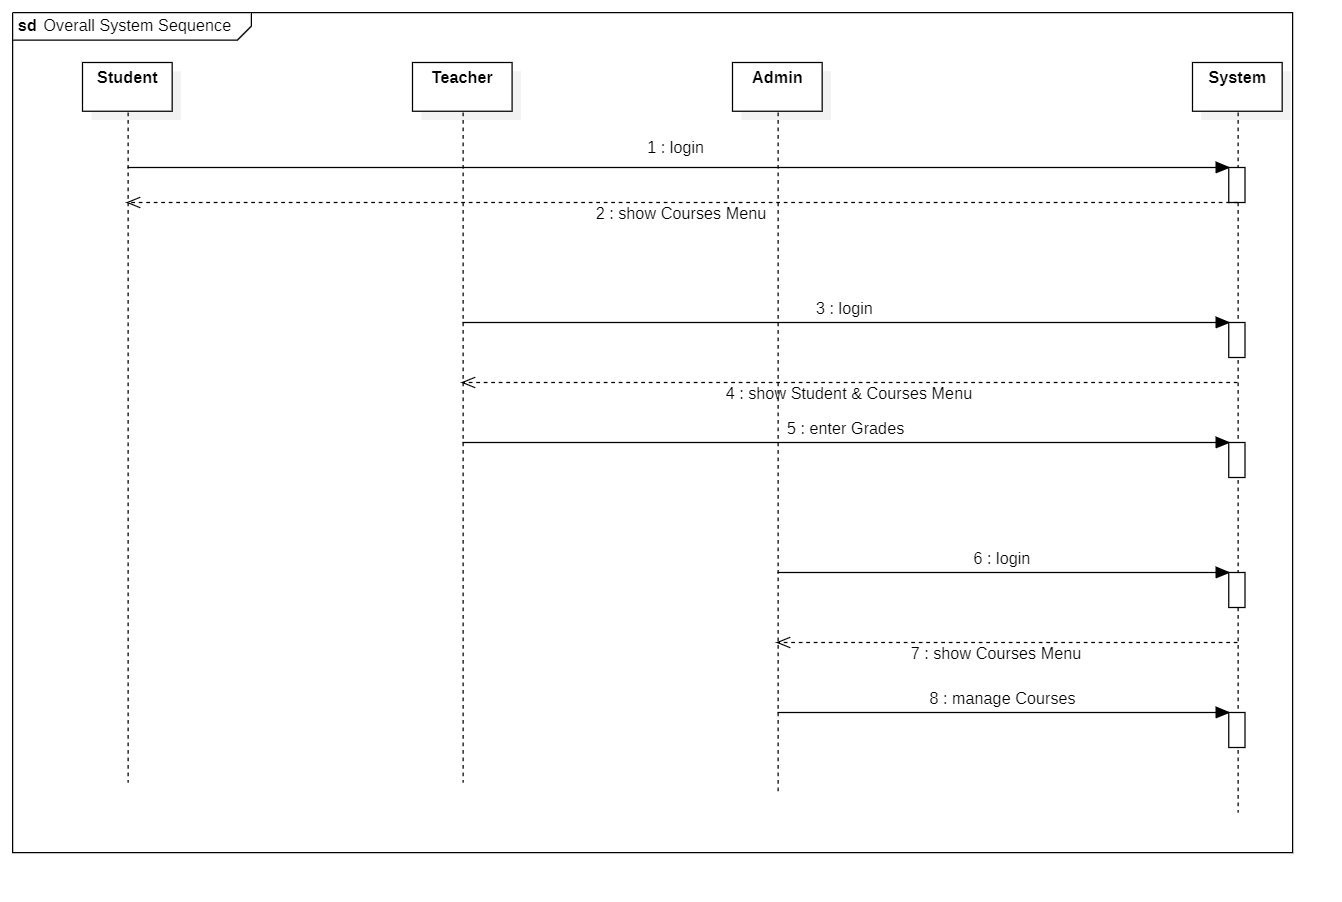 sd Overall System Sequence
Student
Teacher
Admin
System
1 : login
2 : show Courses Menu
3 : login
4 : show Student & Courses Menu
5 : enter Grades
6 : login
7 : show Courses Menu
8 : manage Courses